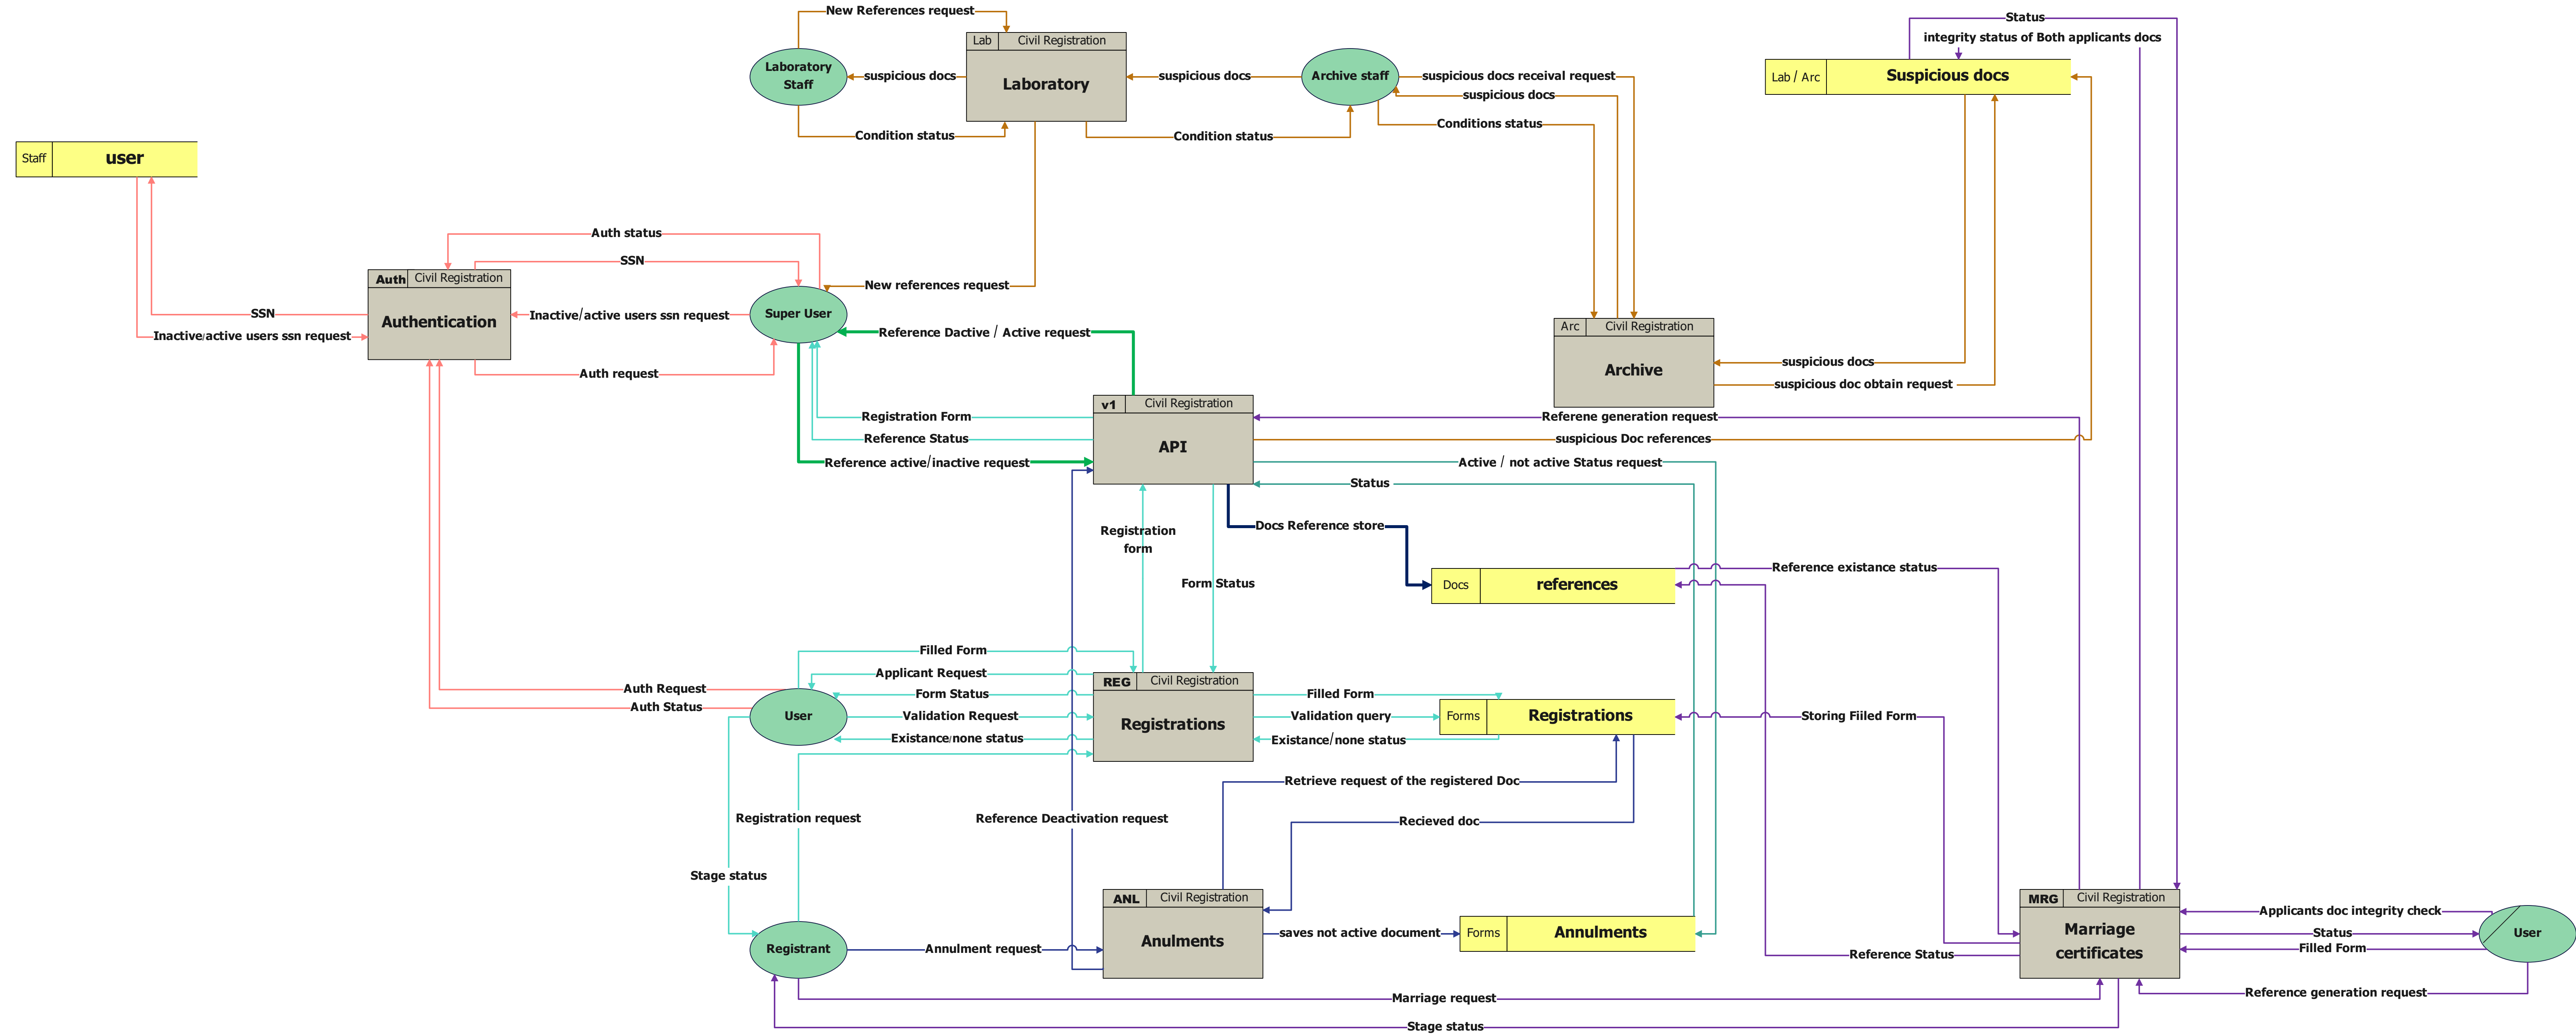 New References request
Status
integrity status of Both applicants docs
Lab
Civil Registration
Laboratory
Laboratory
Staff
suspicious docs
suspicious docs
Archive staff
suspicious docs receival request
suspicious docs
Lab / Arc
Suspicious docs
Conditions status
Condition status
Condition status
Staff
user
Auth status
SSN
Auth
Civil Registration
Authentication
New references request
SSN
Inactive/active users ssn request
Inactive/active users ssn request
Super User
Reference Dactive / Active request
Auth request
Arc
Civil Registration
Archive
suspicious docs
suspicious doc obtain request
v1
Civil Registration
API
Registration Form
Reference Status
Reference active/inactive request
Referene generation request
suspicious Doc references
Active / not active Status request
Status
Docs Reference store
Registration
form
Form Status
Docs
references
Reference existance status
Filled Form
Applicant Request
Form Status
Validation Request
Existance/none status
Auth Request
Auth Status
User
REG
Civil Registration
Registrations
Filled Form
Validation query
Existance/none status
Forms
Registrations
Storing Fiiled Form
Retrieve request of the registered Doc
Recieved doc
Registration request
Reference Deactivation request
Stage status
ANL
Civil Registration
Anulments
Registrant
Annulment request
saves not active document
Forms
Annulments
Reference Status
MRG
Civil Registration
Marriage
certificates
Applicants doc integrity check
Status
Filled Form
User
Reference generation request
Marriage request
Stage status